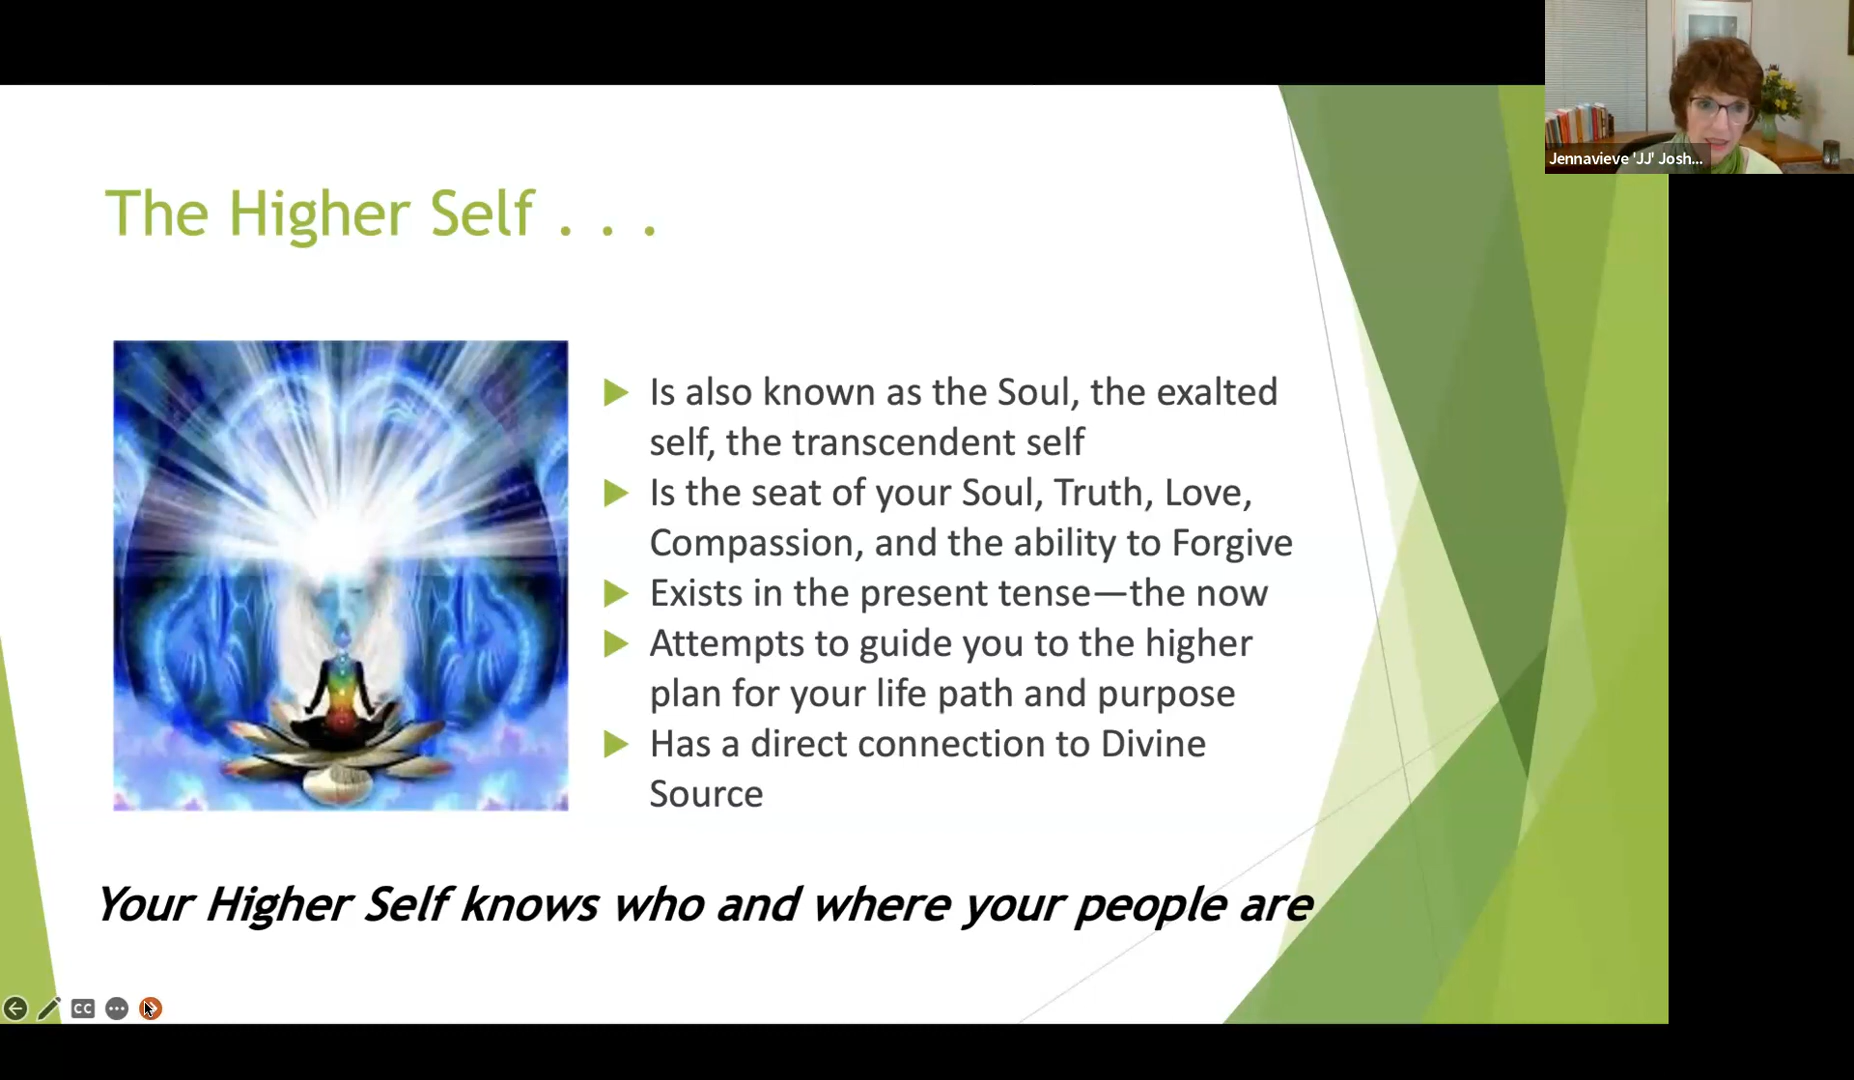 Jennavieve 'JJ' Josh...
The Higher Self . . .
Is also known as the Soul, the exalted
self, the transcendent self
Is the seat of your Soul, Truth, Love,
Compassion, and the ability to Forgive
Exists in the present tense—the now
Attempts to guide you to the higher
plan for your life path and purpose
Has a direct connection to Divine
Source
Your Higher Self knows who and where your people are
CC